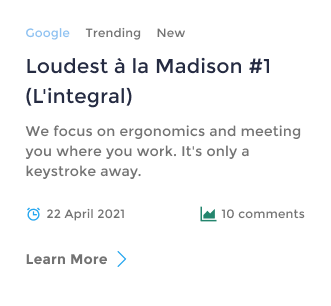 Google Trending New
Loudest à la Madison #1
(L'integral)
We focus on ergonomics and meeting
you where you work. It's only a
keystroke away.
22 April 2021 10 comments
Learn More